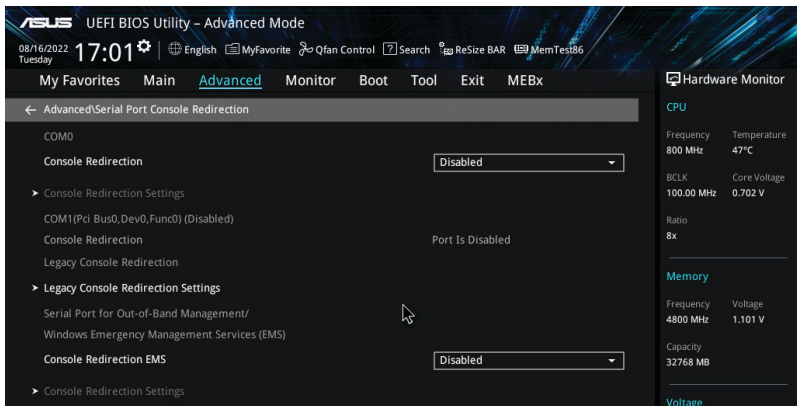 ASUS UEFI BIOS Utility – Advanced Mode
08/16/2022 Tuesday 17:01 English MyFavorite Qfan Control ? Search ReSize BAR MemTest86
My Favorites Main Advanced Monitor Boot Tool Exit MEBx
Hardware Monitor
← Advanced\Serial Port Console Redirection
COM0
Console Redirection Disabled
Console Redirection Settings
COM1(Pci Bus0,Dev0,Func0) (Disabled)
Console Redirection Port Is Disabled
Legacy Console Redirection
Legacy Console Redirection Settings
Serial Port for Out-of-Band Management/
Windows Emergency Management Services (EMS)
Console Redirection EMS Disabled
Console Redirection Settings
CPU
Frequency Temperature
800 MHz 47°C
BCLK Core Voltage
100.00 MHz 0.702 V
Ratio
8x
Memory
Frequency Voltage
4800 MHz 1.101 V
Capacity
32768 MB
Voltage